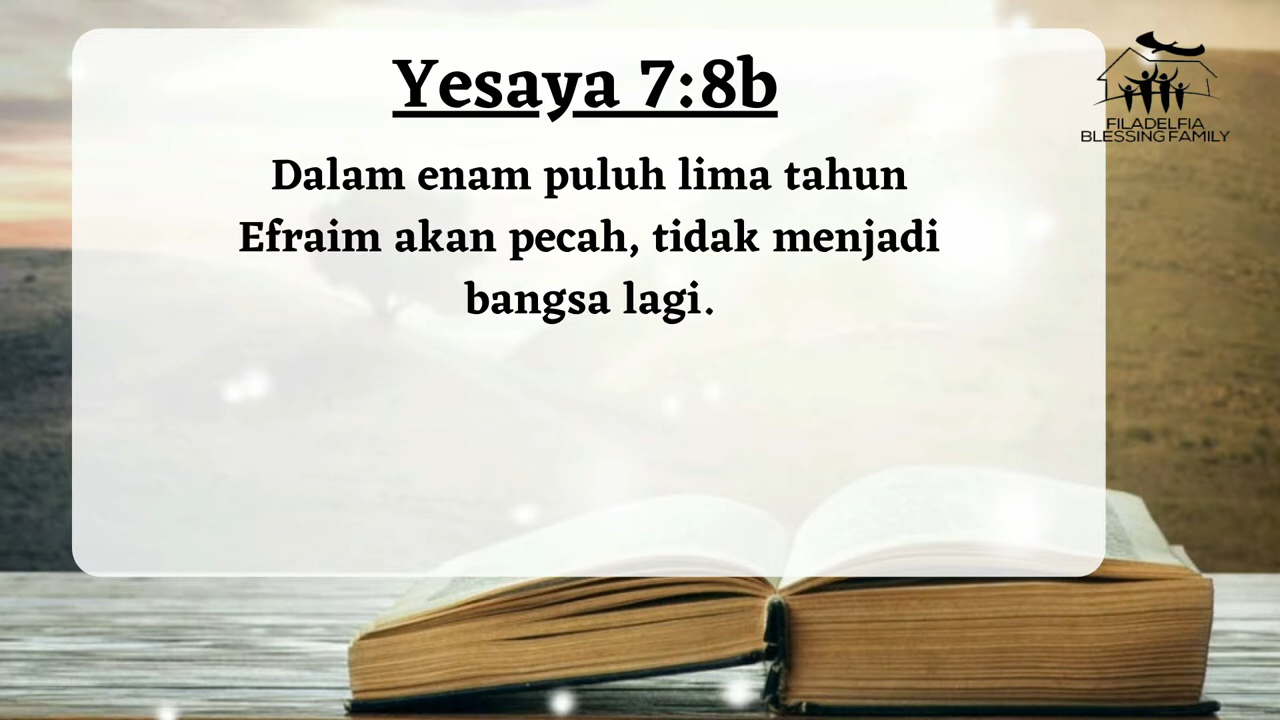 Yesaya 7:8b
Dalam enam puluh lima tahun
Efraim akan pecah, tidak menjadi
bangsa lagi.
FILADELFIA
BLESSING FAMILY